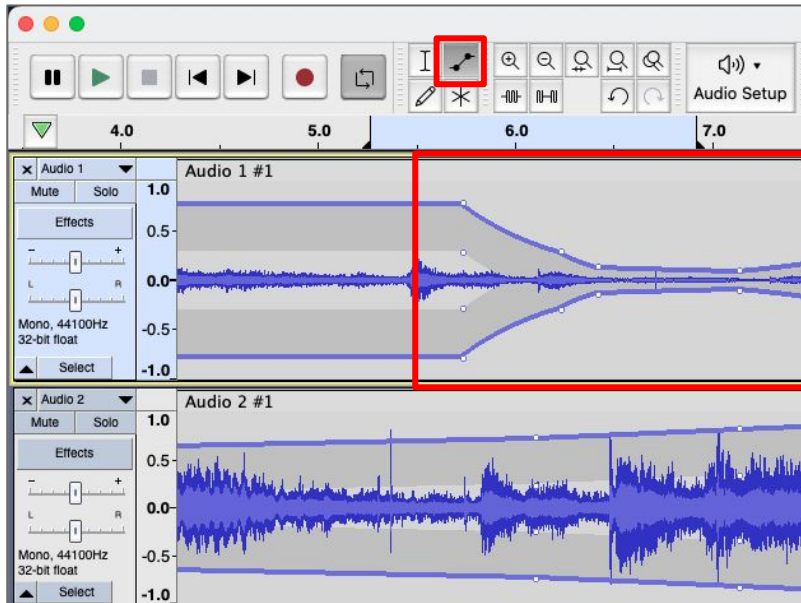 Audio Setup
4.0 5.0 6.0 7.0
× Audio 1
Audio 1 #1
Mute Solo
Effects
- +
L R
Mono, 44100Hz
32-bit float
Select
1.0
0.5-
0.0-
-0.5-
-1.0
× Audio 2
Audio 2 #1
Mute Solo
Effects
- +
L R
Mono, 44100Hz
32-bit float
Select
1.0
0.5-
0.0-
-0.5-
-1.0